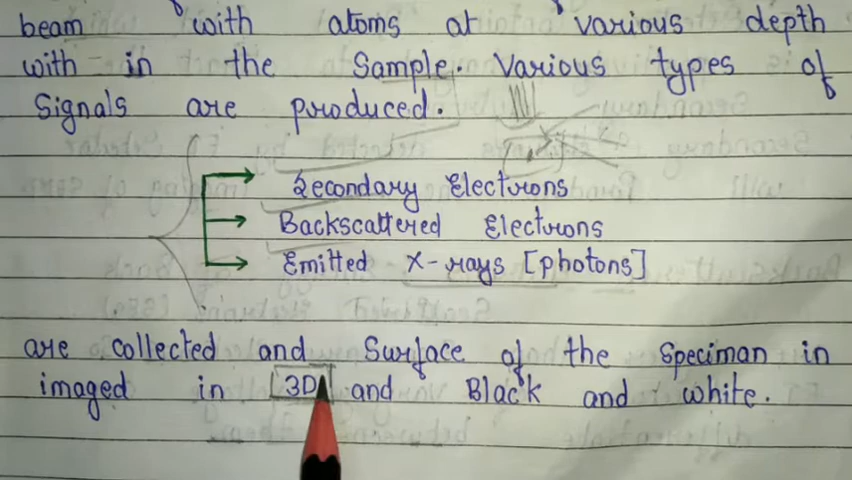 beam with atoms at various depth
with in the Sample. Various types of
Signals are produced.
Secondary Electrons
Backscattered Electrons
Emitted X-rays [photons]
are collected and Surface of the Speciman in
imaged in 3D and Black and white.